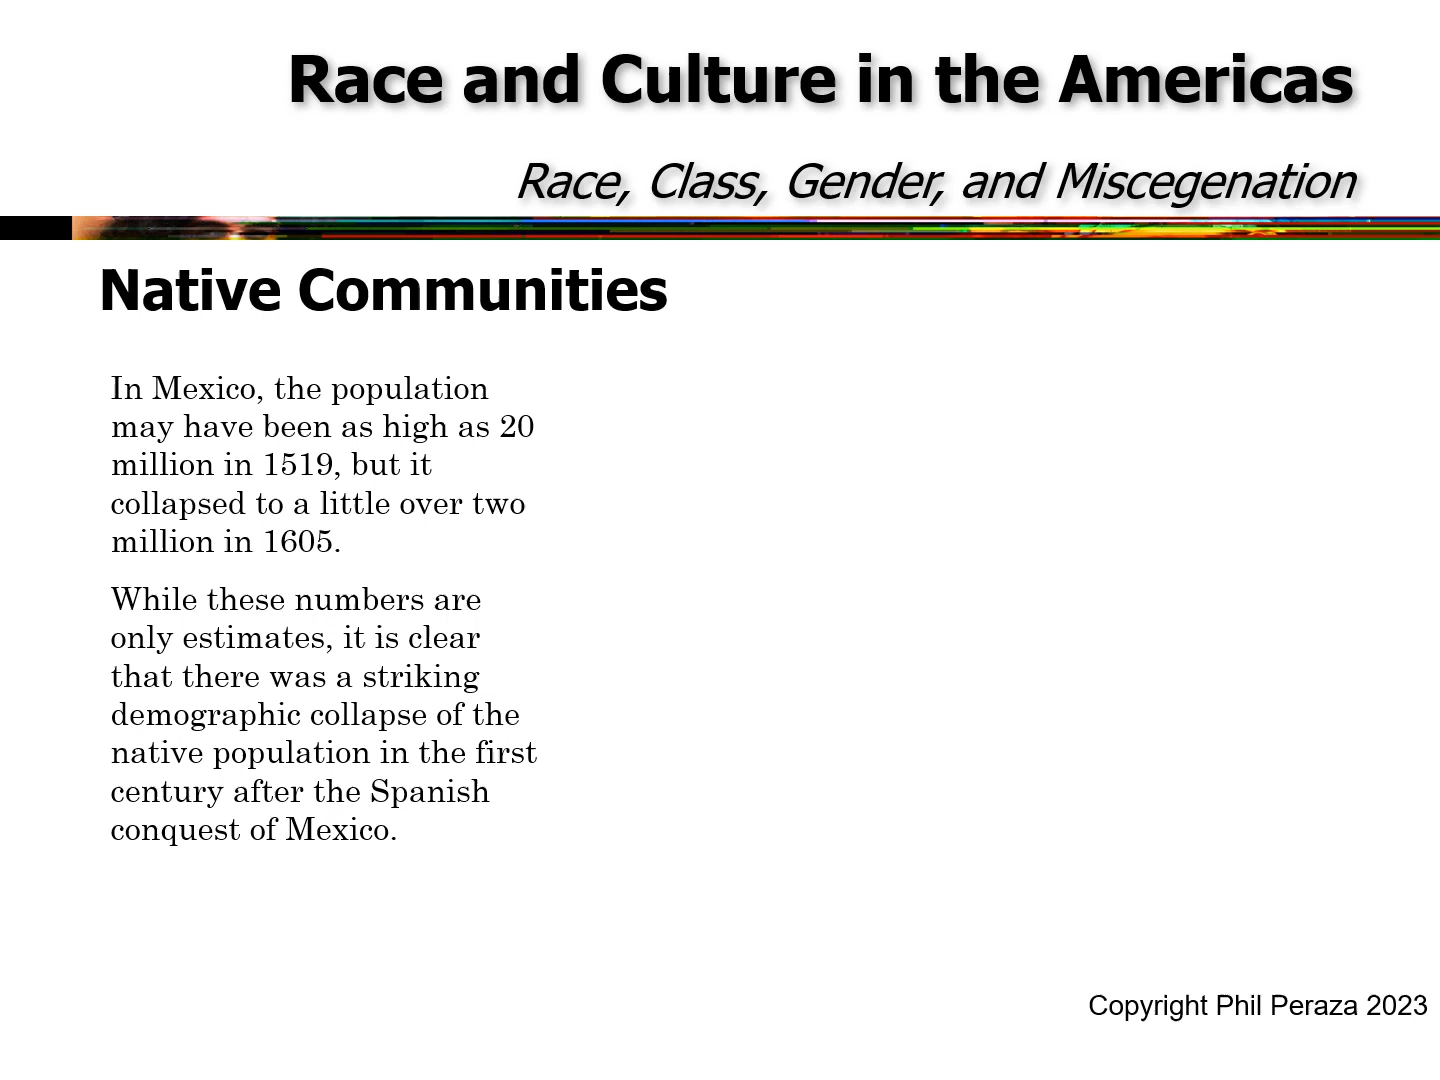 Race and Culture in the Americas
Race, Class, Gender, and Miscegenation
Native Communities
In Mexico, the population
may have been as high as 20
million in 1519, but it
collapsed to a little over two
million in 1605.
While these numbers are
only estimates, it is clear
that there was a striking
demographic collapse of the
native population in the first
century after the Spanish
conquest of Mexico.
Copyright Phil Peraza 2023